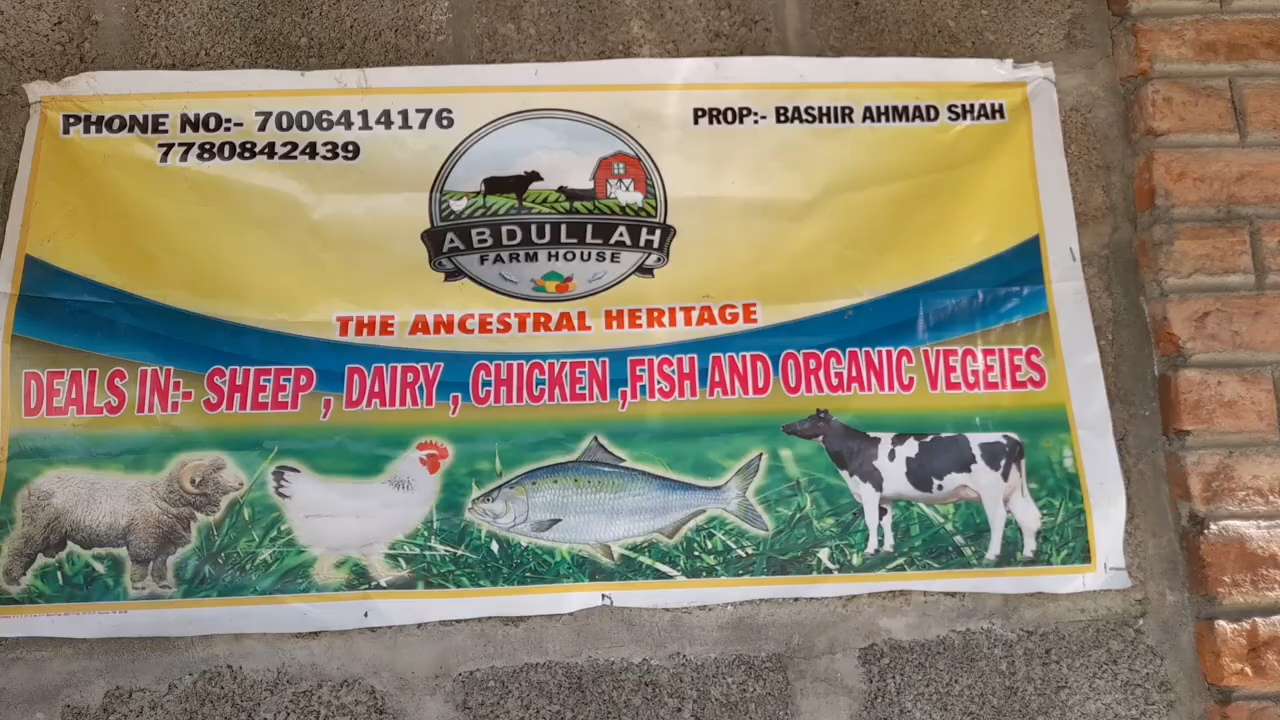 PHONE NO:- 7006414176
7780842439
PROP:- BASHIR AHMAD SHAH
ABDULLAH
FARM HOUSE
THE ANCESTRAL HERITAGE
DEALS IN:- SHEEP , DAIRY , CHICKEN ,FISH AND ORGANIC VEGEIES